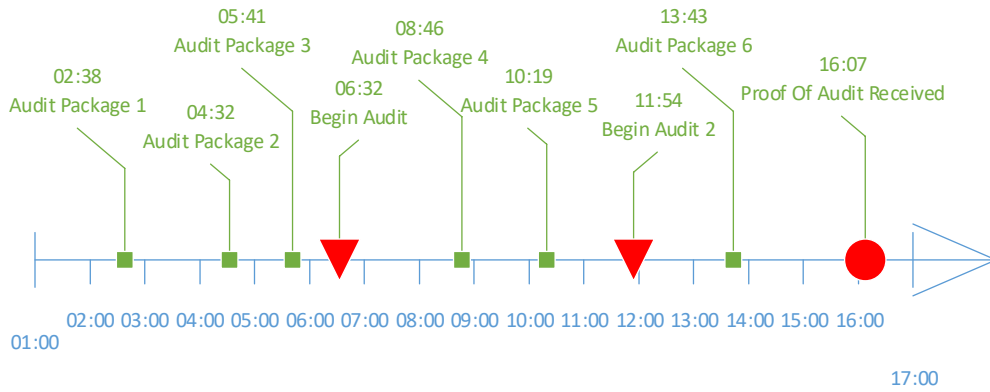 05:41
Audit Package 3
13:43
Audit Package 6
08:46
Audit Package 4
02:38
Audit Package 1
16:07
Proof Of Audit Received
06:32
Begin Audit
10:19
Audit Package 5
04:32
Audit Package 2
11:54
Begin Audit 2
02:00 03:00 04:00 05:00 06:00 07:00 08:00 09:00 10:00 11:00 12:00 13:00 14:00 15:00 16:00
01:00
17:00